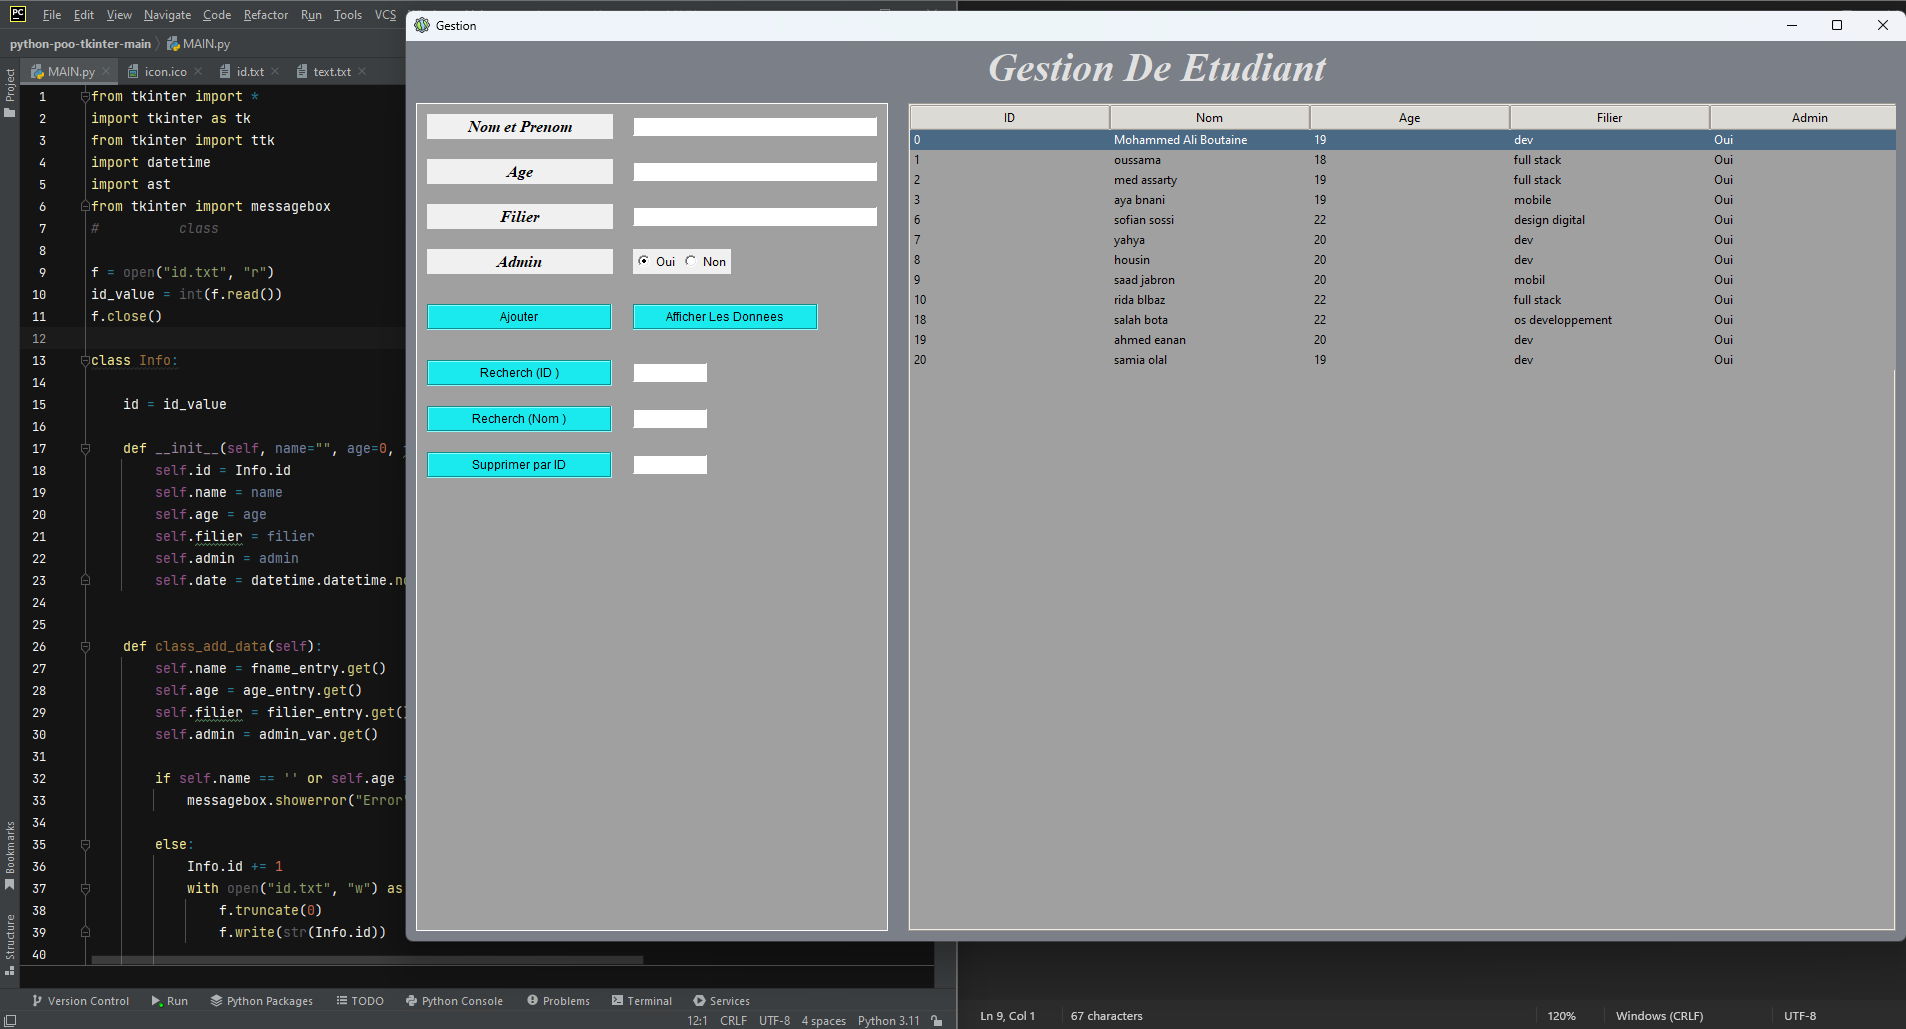 File Edit View Navigate Code Refactor Run Tools VCS
python-poo-tkinter-main MAIN.py
MAIN.py icon.ico id.txt text.txt
Project
1 from tkinter import *
2 import tkinter as tk
3 from tkinter import ttk
4 import datetime
5 import ast
6 from tkinter import messagebox
7 # class
8
9 f = open("id.txt", "r")
10 id_value = int(f.read())
11 f.close()
12
13 class Info:
14
15 id = id_value
16
17 def __init__(self, name="", age=0,
18 self.id = Info.id
19 self.name = name
20 self.age = age
21 self.filier = filier
22 self.admin = admin
23 self.date = datetime.datetime.n
24
25
26 def class_add_data(self):
27 self.name = fname_entry.get()
28 self.age = age_entry.get()
29 self.filier = filier_entry.get()
30 self.admin = admin_var.get()
31
32 if self.name == '' or self.age =
33 messagebox.showerror("Error"
34
35 else:
36 Info.id += 1
37 with open("id.txt", "w") as
38 f.truncate(0)
39 f.write(str(Info.id))
40
Bookmarks
Structure
Gestion
Gestion De Etudiant
Nom et Prenom
Age
Filier
Admin Oui Non
Ajouter Afficher Les Donnees
Recherch (ID )
Recherch (Nom )
Supprimer par ID
ID Nom Age Filier Admin
0 Mohammed Ali Boutaine 19 dev Oui
1 oussama 18 full stack Oui
2 med assarty 19 full stack Oui
3 aya bnani 19 mobile Oui
6 sofian sossi 22 design digital Oui
7 yahya 20 dev Oui
8 housin 20 dev Oui
9 saad jabron 20 mobil Oui
10 rida blbaz 22 full stack Oui
18 salah bota 22 os developpement Oui
19 ahmed eanan 20 dev Oui
20 samia olal 19 dev Oui
Version Control Run Python Packages TODO Python Console Problems Terminal Services
12:1 CRLF UTF-8 4 spaces Python 3.11
Ln 9, Col 1 67 characters 120% Windows (CRLF) UTF-8